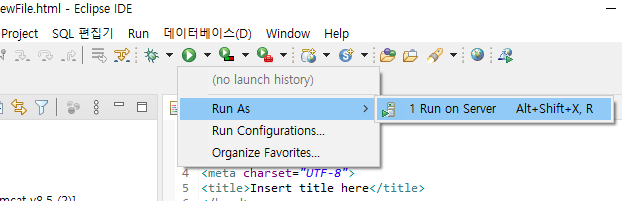 ewFile.html - Eclipse IDE
Project SQL 편집기 Run 데이터베이스(D) Window Help
(no launch history)
Run As
1 Run on Server Alt+Shift+X, R
Run Configurations...
Organize Favorites...
4 <meta charset="UTF-8">
5 <title>Insert title here</title>
mcat v8.5 (2)]